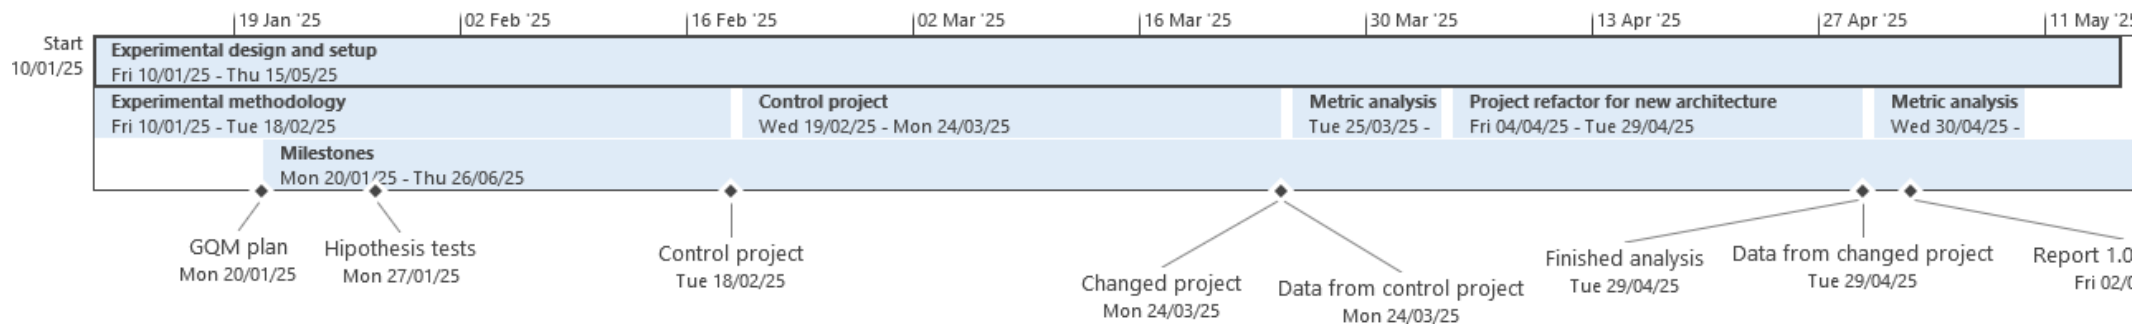 19 Jan '25
02 Feb '25
16 Feb '25
02 Mar '25
16 Mar '25
30 Mar '25
13 Apr '25
27 Apr '25
11 May '25
Start
10/01/25
Experimental design and setup
Fri 10/01/25 - Thu 15/05/25
Experimental methodology
Fri 10/01/25 - Tue 18/02/25
Control project
Wed 19/02/25 - Mon 24/03/25
Metric analysis
Tue 25/03/25 -
Project refactor for new architecture
Fri 04/04/25 - Tue 29/04/25
Metric analysis
Wed 30/04/25 -
Milestones
Mon 20/01/25 - Thu 26/06/25
GQM plan
Mon 20/01/25
Hipothesis tests
Mon 27/01/25
Control project
Tue 18/02/25
Changed project
Mon 24/03/25
Data from control project
Mon 24/03/25
Finished analysis
Tue 29/04/25
Data from changed project
Tue 29/04/25
Report 1.0
Fri 02/